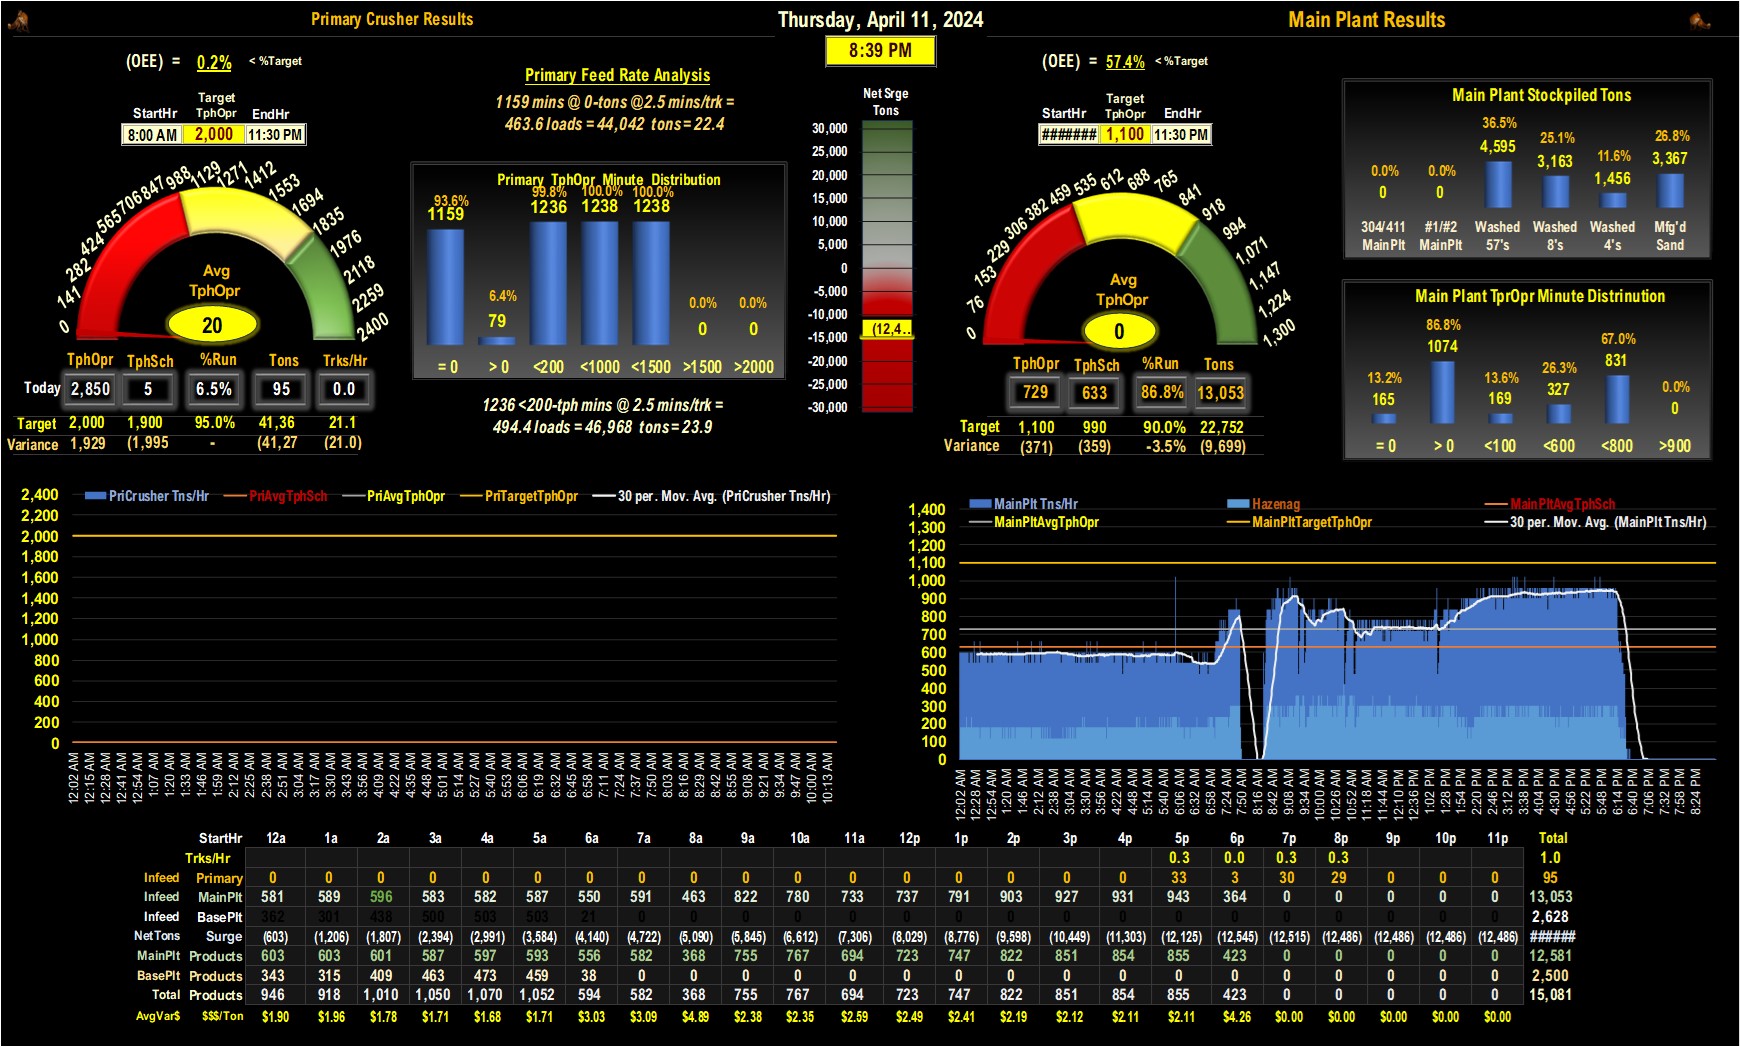 Primary Crusher Results
Thursday, April 11, 2024
Main Plant Results
8:39 PM
(OEE) = 0.2% < %Target
StartHr Target TphOpr EndHr
8:00 AM 2,000 11:30 PM
0 141 282 424 565 706 847 988 1129 1271 1412 1553 1694 1835 1976 2118 2259 2400
Avg
TphOpr
20
TphOpr TphSch %Run Tons Trks/Hr
Today 2,850 5 6.5% 95 0.0
Target 2,000 1,900 95.0% 41,36 21.1
Variance 1,929 (1,995 - (41,27 (21.0)
Primary Feed Rate Analysis
1159 mins @ 0-tons @2.5 mins/trk =
463.6 loads = 44,042 tons = 22.4
Primary TphOpr Minute Distribution
93.6% 6.4% 99.8% 100.0% 100.0% 0.0% 0.0%
1159 79 1236 1238 1238 0 0
= 0 > 0 <200 <1000 <1500 >1500 >2000
1236 <200-tph mins @ 2.5 mins/trk =
494.4 loads = 46,968 tons = 23.9
Net Srge
Tons
30,000
25,000
20,000
15,000
10,000
5,000
0
-5,000
-10,000
(12,4..
-15,000
-20,000
-25,000
-30,000
(OEE) = 57.4% < %Target
StartHr Target TphOpr EndHr
####### 1,100 11:30 PM
0 76 153 229 306 382 459 535 612 688 765 841 918 994 1,071 1,147 1,224 1,300
Avg
TphOpr
0
TphOpr TphSch %Run Tons
729 633 86.8% 13,053
Target 1,100 990 90.0% 22,752
Variance (371) (359) -3.5% (9,699)
Main Plant Stockpiled Tons
0.0% 0.0% 36.5% 25.1% 11.6% 26.8%
0 0 4,595 3,163 1,456 3,367
304/411 #1/#2 Washed Washed Washed Mfg'd
MainPlt MainPlt 57's 8's 4's Sand
Main Plant TprOpr Minute Distrinution
13.2% 86.8% 13.6% 26.3% 67.0% 0.0%
165 1074 169 327 831 0
= 0 > 0 <100 <600 <800 >900
PriCrusher Tns/Hr PriAvgTphSch PriAvgTphOpr PriTargetTphOpr 30 per. Mov. Avg. (PriCrusher Tns/Hr)
2,400
2,200
2,000
1,800
1,600
1,400
1,200
1,000
800
600
400
200
0
12:02 AM 12:15 AM 12:28 AM 12:41 AM 12:54 AM 1:07 AM 1:20 AM 1:33 AM 1:46 AM 1:59 AM 2:12 AM 2:25 AM 2:38 AM 2:51 AM 3:04 AM 3:17 AM 3:30 AM 3:43 AM 3:56 AM 4:09 AM 4:22 AM 4:35 AM 4:48 AM 5:01 AM 5:14 AM 5:27 AM 5:40 AM 5:53 AM 6:06 AM 6:19 AM 6:32 AM 6:45 AM 6:58 AM 7:11 AM 7:24 AM 7:37 AM 7:50 AM 8:03 AM 8:16 AM 8:29 AM 8:42 AM 8:55 AM 9:08 AM 9:21 AM 9:34 AM 9:47 AM 10:00 AM 10:13 AM
MainPlt Tns/Hr Hazenag MainPltAvgTphSch
MainPltAvgTphOpr MainPltTargetTphOpr 30 per. Mov. Avg. (MainPlt Tns/Hr)
1,400
1,300
1,200
1,100
1,000
900
800
700
600
500
400
300
200
100
0
12:02 AM 12:28 AM 12:54 AM 1:20 AM 1:46 AM 2:12 AM 2:38 AM 3:04 AM 3:30 AM 3:56 AM 4:22 AM 4:48 AM 5:14 AM 5:40 AM 6:06 AM 6:32 AM 6:58 AM 7:24 AM 7:50 AM 8:16 AM 8:42 AM 9:09 AM 9:34 AM 10:00 AM 10:26 AM 10:52 AM 11:18 AM 11:44 AM 12:10 PM 12:36 PM 1:02 PM 1:28 PM 1:54 PM 2:20 PM 2:46 PM 3:12 PM 3:38 PM 4:04 PM 4:30 PM 4:56 PM 5:22 PM 5:48 PM 6:14 PM 6:40 PM 7:06 PM 7:32 PM 7:58 PM 8:24 PM
StartHr 12a 1a 2a 3a 4a 5a 6a 7a 8a 9a 10a 11a 12p 1p 2p 3p 4p 5p 6p 7p 8p 9p 10p 11p Total
Trks/Hr 0.3 0.0 0.3 0.3 1.0
Infeed Primary 0 0 0 0 0 0 0 0 0 0 0 0 0 0 0 0 0 33 3 30 29 0 0 0 95
Infeed MainPlt 581 589 596 583 582 587 550 591 463 822 780 733 737 791 903 927 931 943 364 0 0 0 0 0 13,053
Infeed BasePlt 362 301 438 500 503 503 21 0 0 0 0 0 0 0 0 0 0 0 0 0 0 0 0 0 2,628
NetTons Surge (603) (1,206) (1,807) (2,394) (2,991) (3,584) (4,140) (4,722) (5,090) (5,845) (6,612) (7,306) (8,029) (8,776) (9,598) (10,449) (11,303) (12,125) (12,545) (12,515) (12,486) (12,486) (12,486) (12,486) ######
MainPlt Products 603 603 601 587 597 593 556 582 368 755 767 694 723 747 822 851 854 855 423 0 0 0 0 0 12,581
BasePlt Products 343 315 409 463 473 459 38 0 0 0 0 0 0 0 0 0 0 0 0 0 0 0 0 0 2,500
Total Products 946 918 1,010 1,050 1,070 1,052 594 582 368 755 767 694 723 747 822 851 854 855 423 0 0 0 0 0 15,081
AvgVar$ $$$/Ton $1.90 $1.96 $1.78 $1.71 $1.68 $1.71 $3.03 $3.09 $4.89 $2.38 $2.35 $2.59 $2.49 $2.41 $2.19 $2.12 $2.11 $2.11 $4.26 $0.00 $0.00 $0.00 $0.00 $0.00